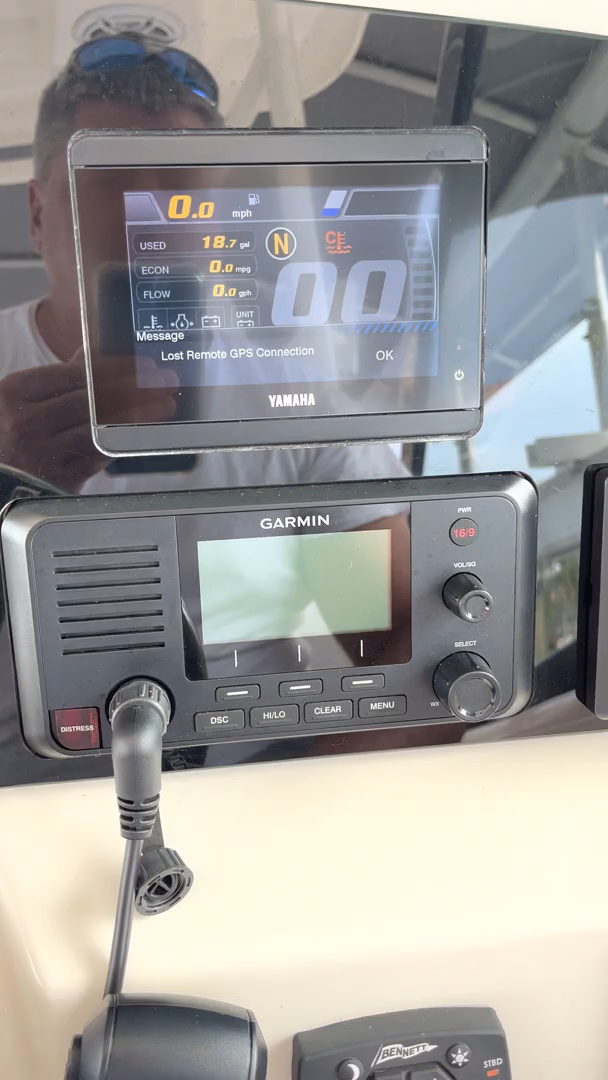 0.0 mph
USED 18.7 gal
N
C
ECON 0.0 mpg
00
FLOW 0.0 gph
UNIT
Message
Lost Remote GPS Connection
OK
YAMAHA
GARMIN
PWR
16/9
VOL/SQ
SELECT
WX
DSC
HI/LO
CLEAR
MENU
DISTRESS
BENNETT
STBD